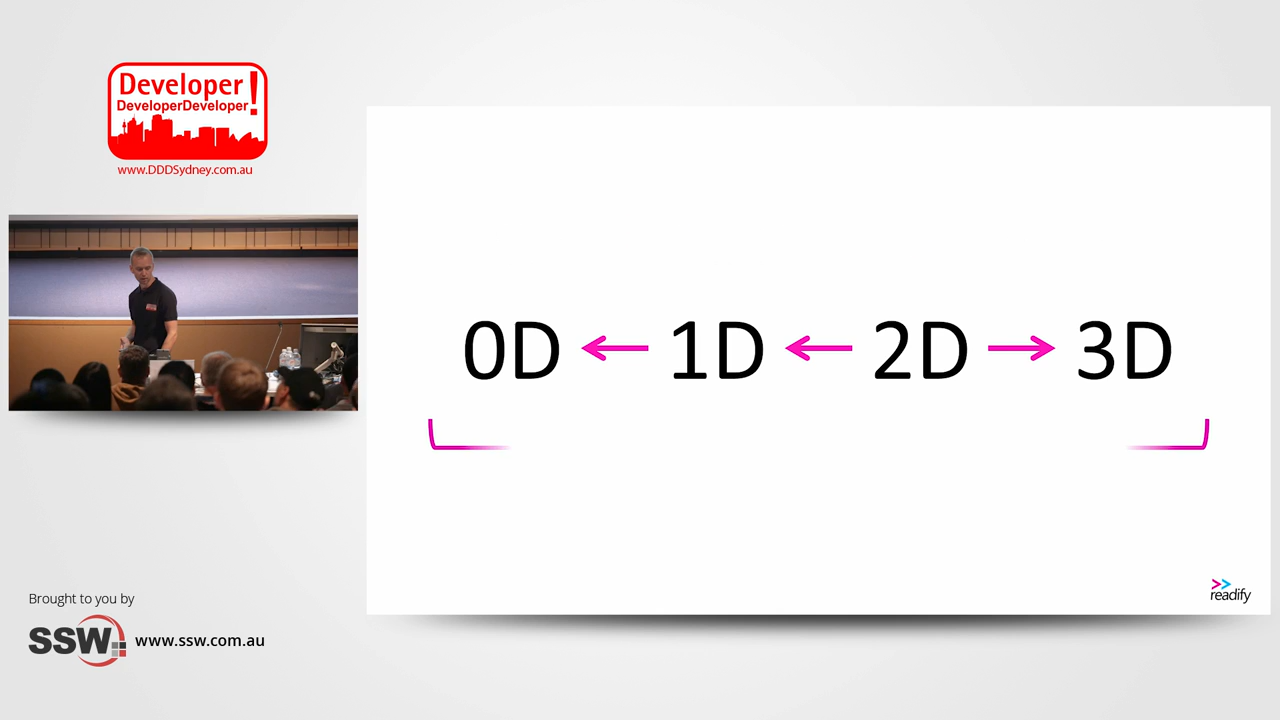 Developer!
DeveloperDeveloper
www.DDDSydney.com.au
0D ← 1D ← 2D → 3D
readify
Brought to you by
SSW www.ssw.com.au